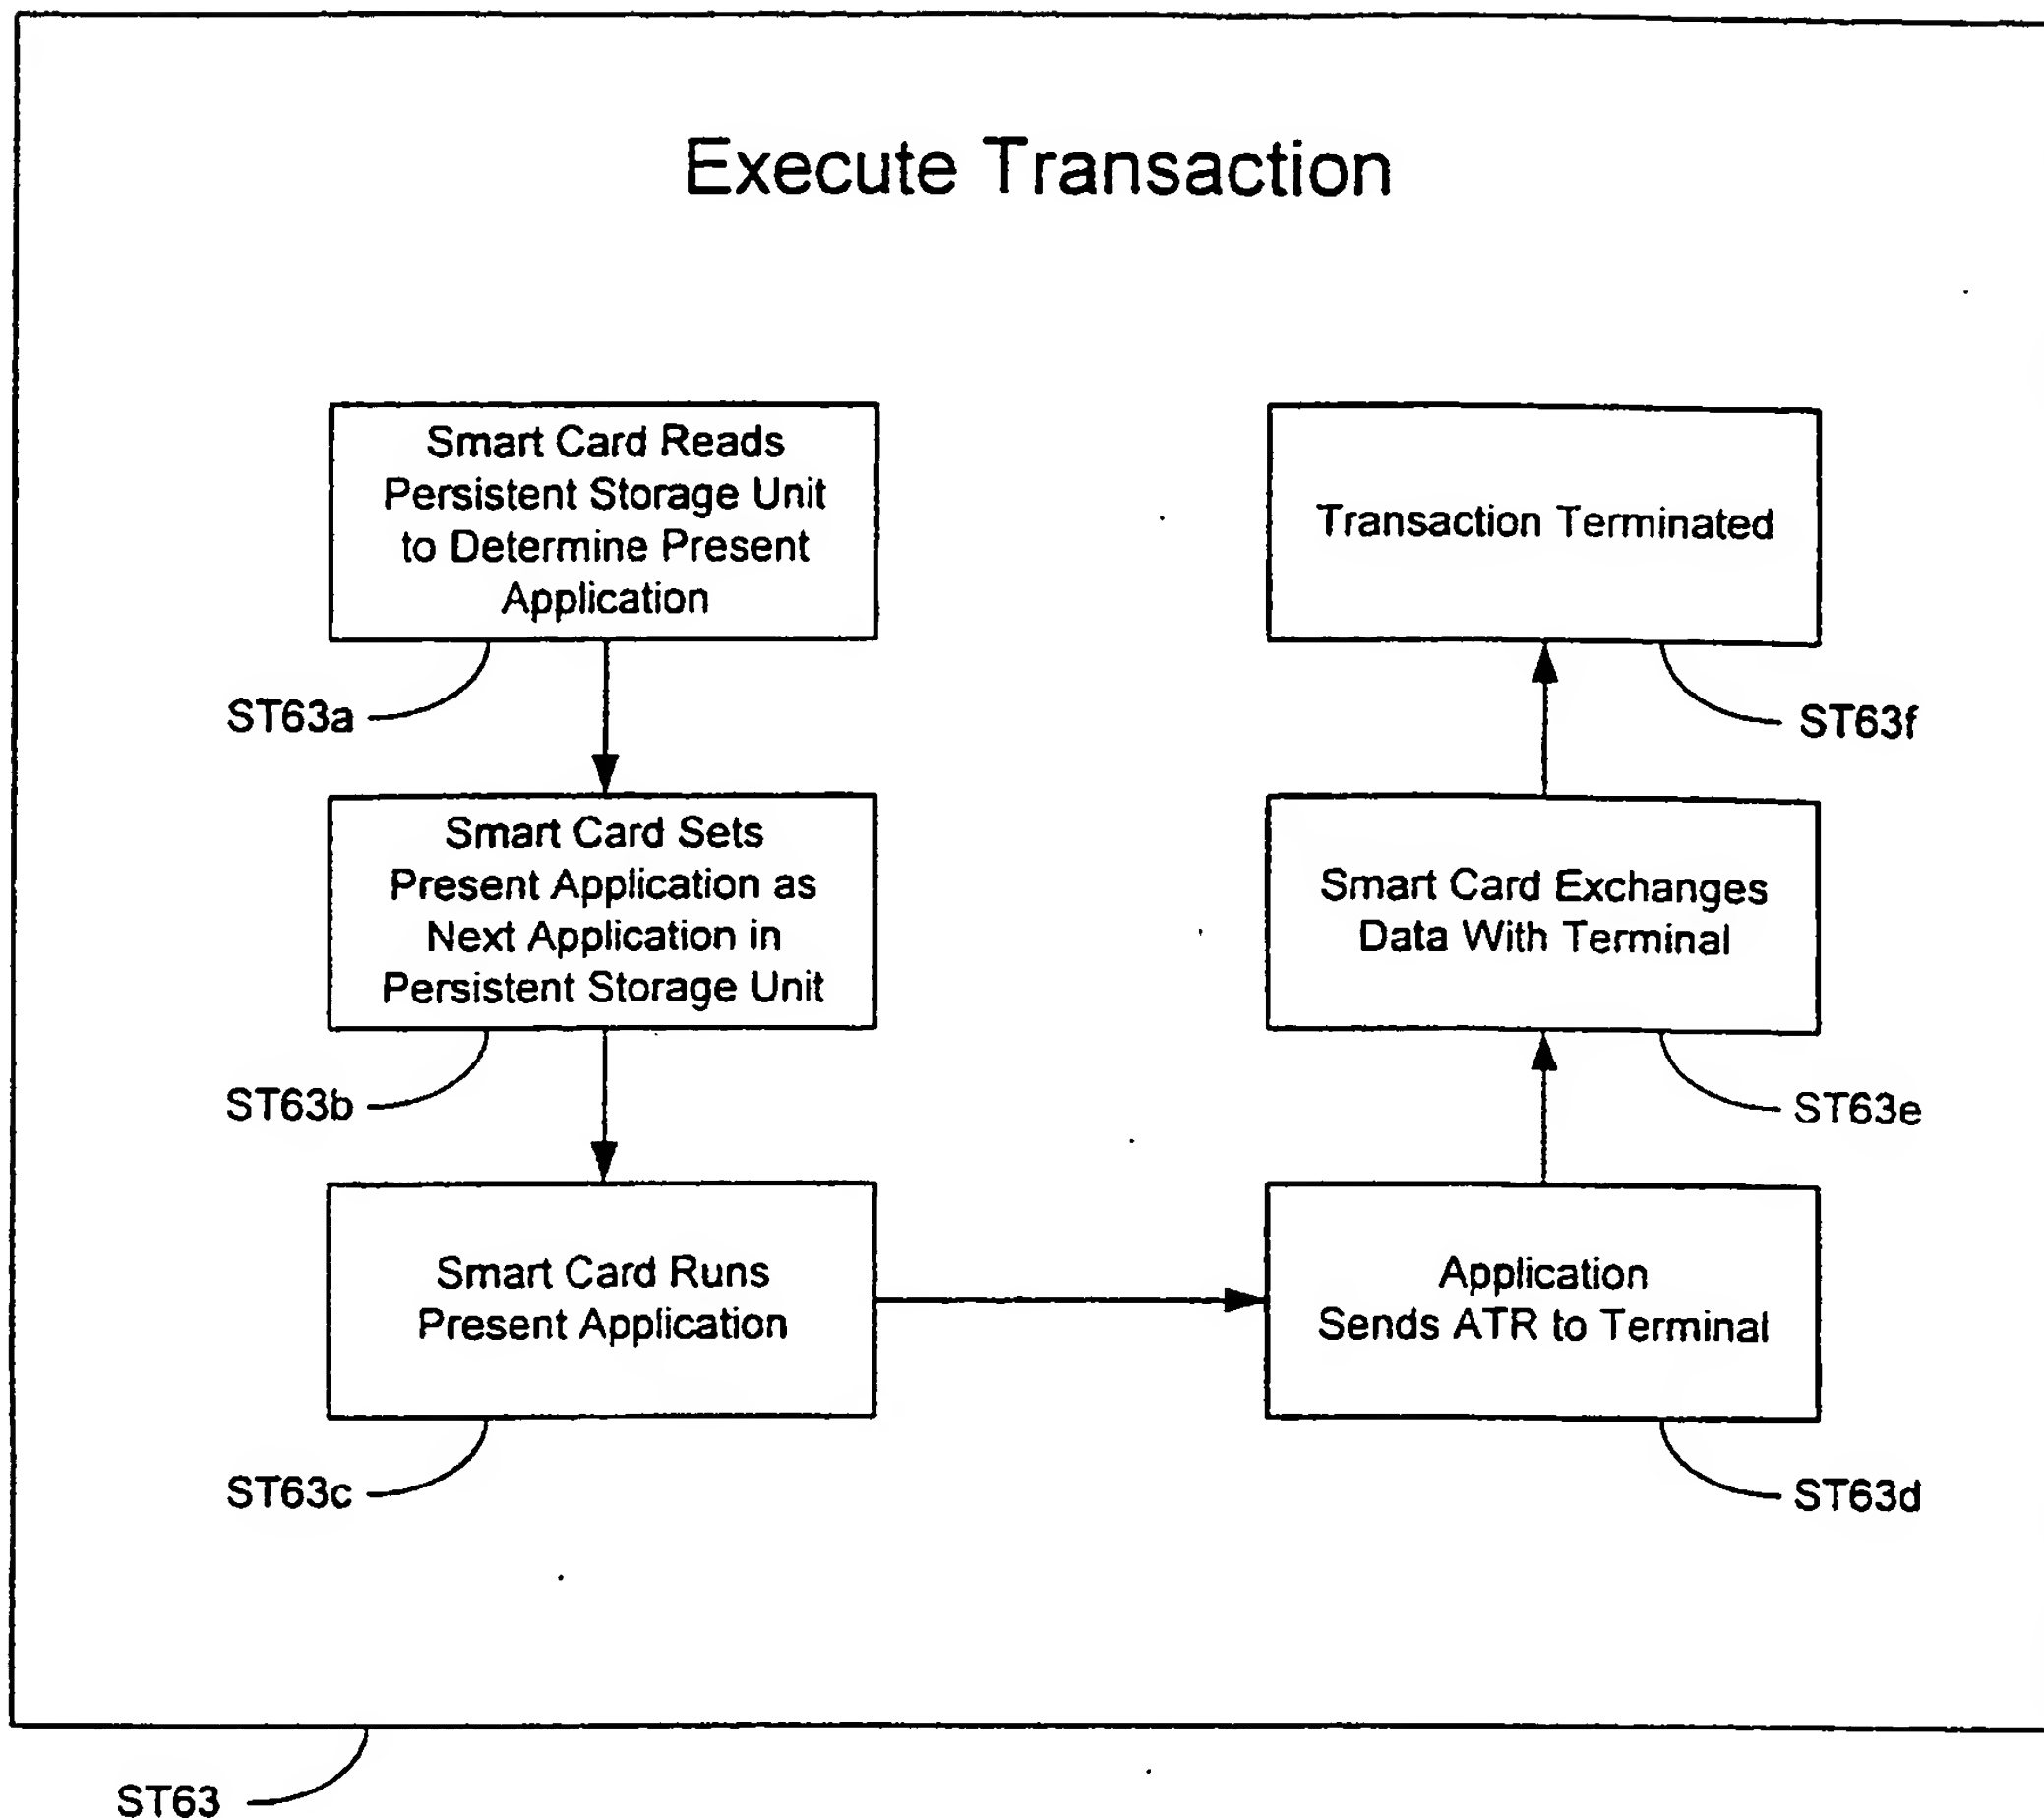 Execute Transaction
Smart Card Reads
Persistent Storage Unit
to Determine Present
Application
ST63a
Smart Card Sets
Present Application as
Next Application in
Persistent Storage Unit
ST63b
Smart Card Runs
Present Application
ST63c
Application
Sends ATR to Terminal
ST63d
Smart Card Exchanges
Data With Terminal
ST63e
Transaction Terminated
ST63f
ST63